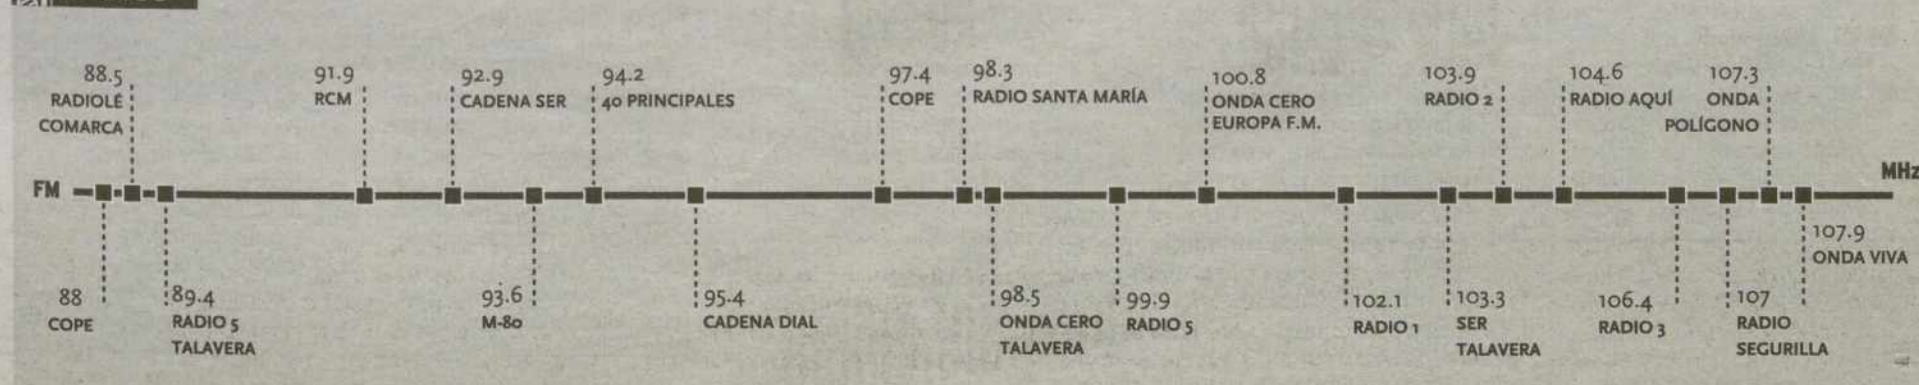 88.5
RADIOLÉ
COMARCA
91.9
RCM
92.9
CADENA SER
94.2
40 PRINCIPALES
97.4
COPE
98.3
RADIO SANTA MARÍA
100.8
ONDA CERO
EUROPA F.M.
103.9
RADIO 2
104.6
RADIO AQUÍ
107.3
ONDA
POLÍGONO
FM
MHz
88
COPE
89.4
RADIO 5
TALAVERA
93.6
M-80
95.4
CADENA DIAL
98.5
ONDA CERO
TALAVERA
99.9
RADIO 5
102.1
RADIO 1
103.3
SER
TALAVERA
106.4
RADIO 3
107
RADIO
SEGURILLA
107.9
ONDA VIVA